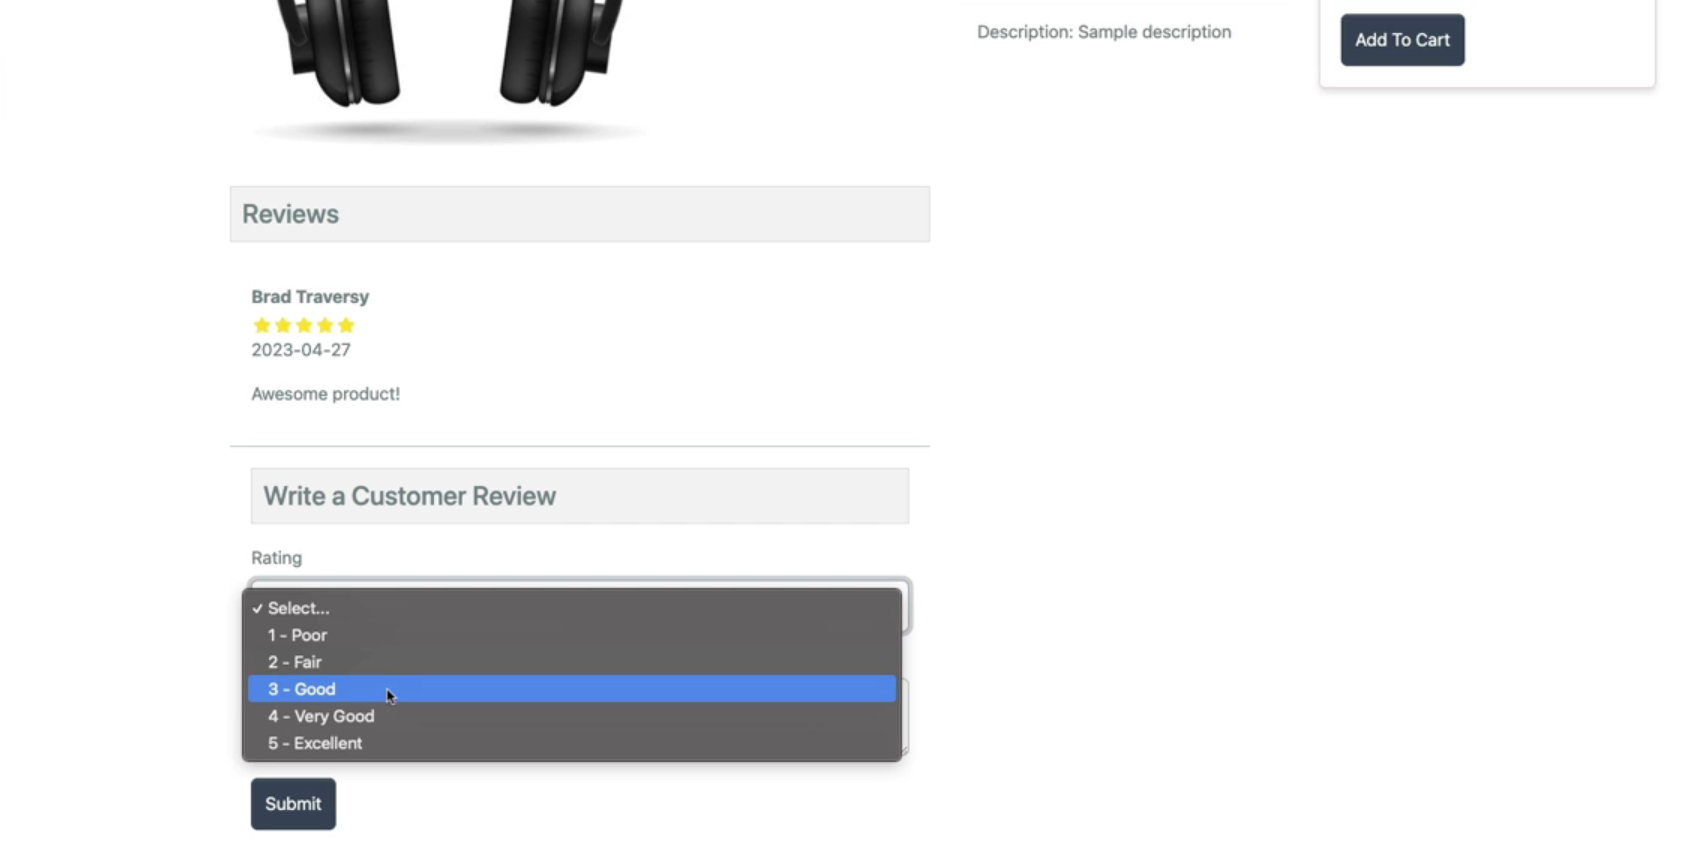 Description: Sample description
Add To Cart
Reviews
Brad Traversy
2023-04-27
Awesome product!
Write a Customer Review
Rating
✓ Select...
1 - Poor
2 - Fair
3 - Good
4 - Very Good
5 - Excellent
Submit